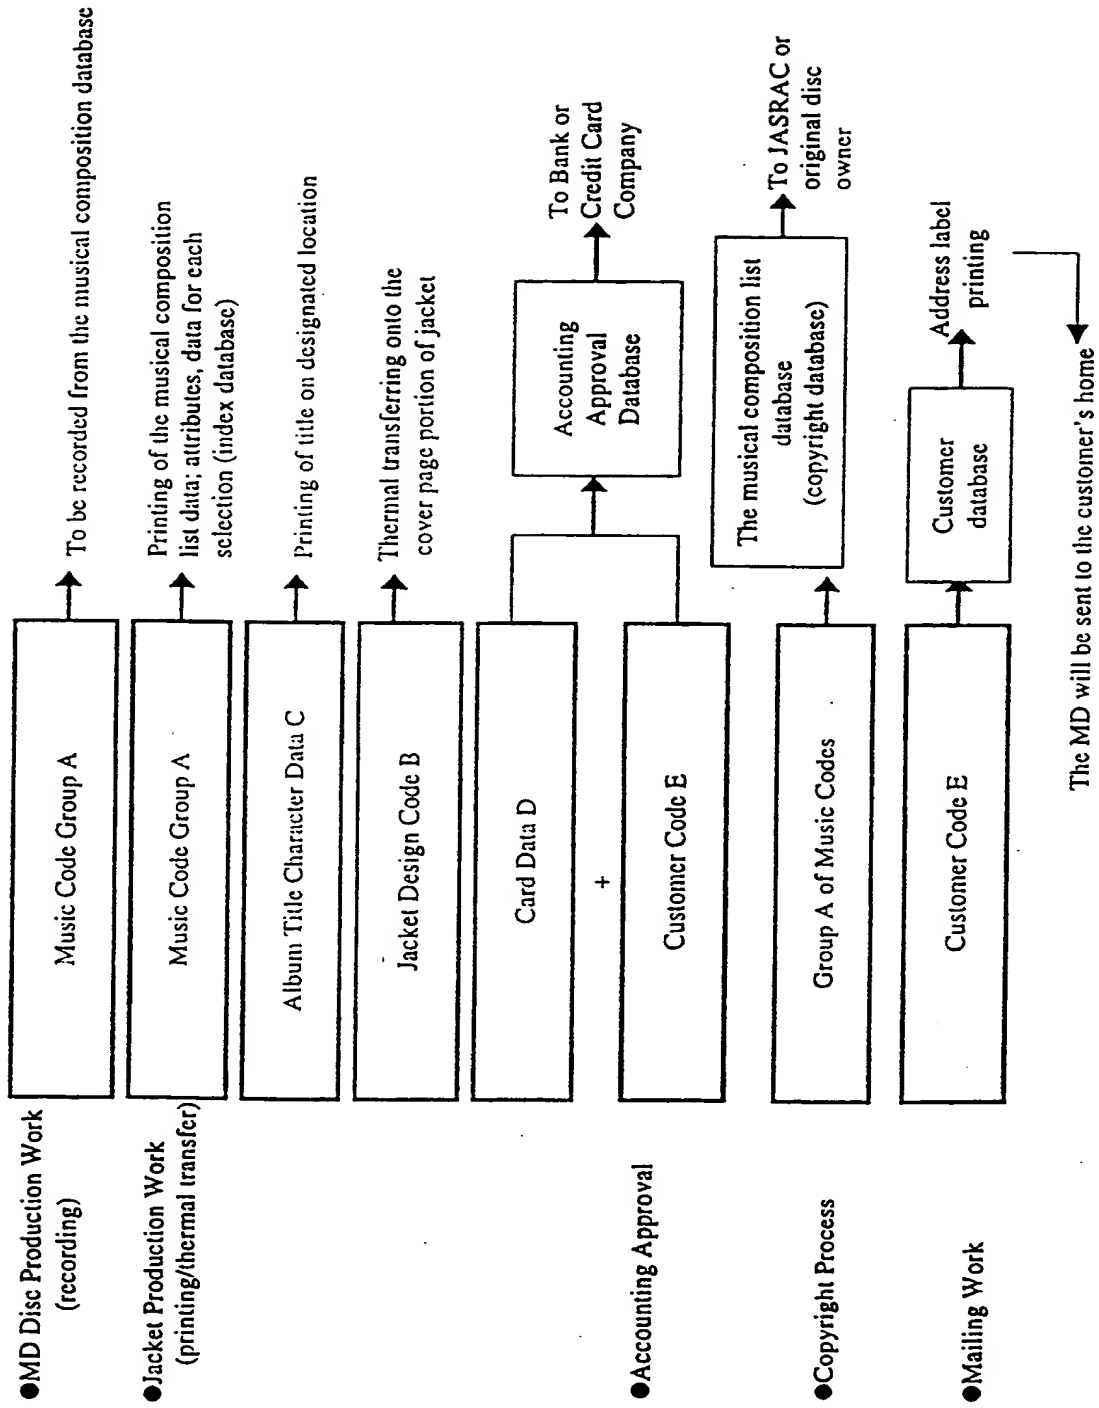 ●MD Disc Production Work
(recording)
Music Code Group A
To be recorded from the musical composition database
●Jacket Production Work
(printing/thermal transfer)
Music Code Group A
Printing of the musical composition
list data; attributes, data for each
selection (index database)
Album Title Character Data C
Printing of title on designated location
Jacket Design Code B
Thermal transferring onto the
cover page portion of jacket
●Accounting Approval
Card Data D
+
Customer Code E
Accounting
Approval
Database
To Bank or
Credit Card
Company
●Copyright Process
Group A of Music Codes
The musical composition list
database
(copyright database)
To JASRAC or
original disc
owner
●Mailing Work
Customer Code E
Customer
database
Address label
printing
The MD will be sent to the customer's home